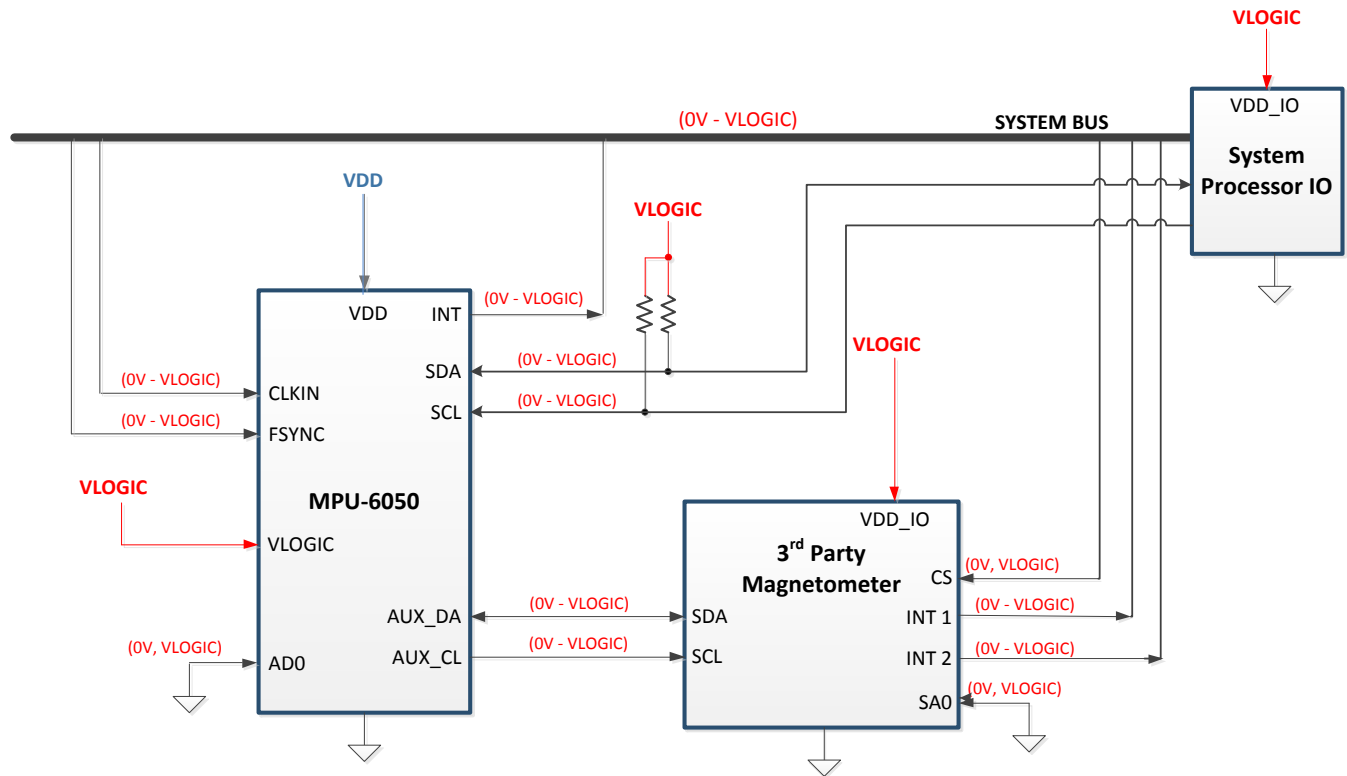 VLOGIC
VDD_IO
System
Processor IO
(0V - VLOGIC)
SYSTEM BUS
VDD
VLOGIC
VDD
INT
(0V - VLOGIC)
SDA
(0V - VLOGIC)
SCL
(0V - VLOGIC)
(0V - VLOGIC)
CLKIN
(0V - VLOGIC)
FSYNC
VLOGIC
VLOGIC
MPU-6050
(0V, VLOGIC)
AD0
AUX_DA
(0V - VLOGIC)
AUX_CL
(0V - VLOGIC)
VLOGIC
VDD_IO
3rd Party
Magnetometer
SDA
SCL
CS
(0V, VLOGIC)
INT 1
(0V - VLOGIC)
INT 2
(0V - VLOGIC)
SA0
(0V, VLOGIC)